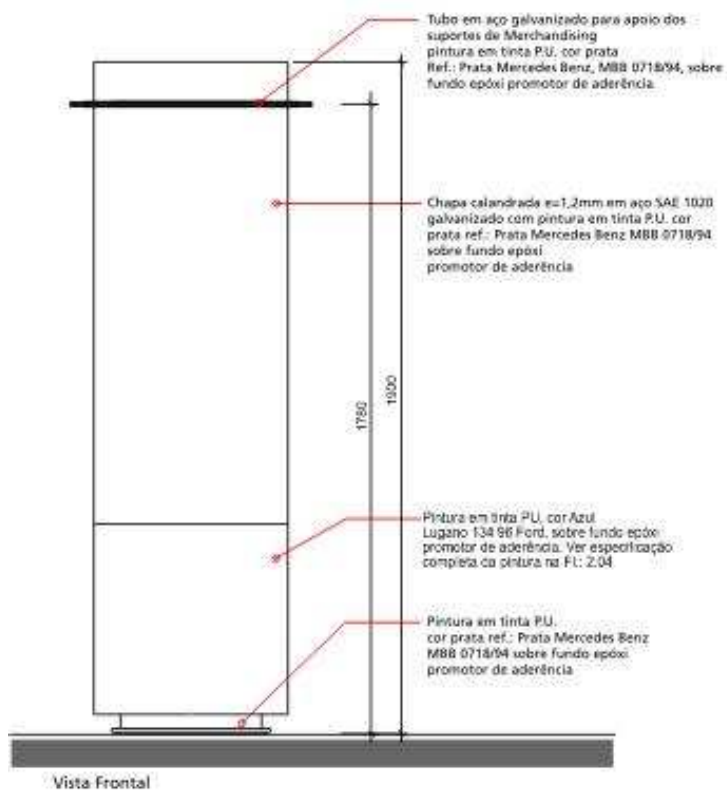 Tubo em aço galvanizado para apoio dos
suportes de Merchandising
pintura em tinta P.U. cor prata
Ref.: Prata Mercedes Benz, MBB 0718/94, sobre
fundo epóxi promotor de aderência
Chapa calandrada e=1,2mm em aço SAE 1020
galvanizado com pintura em tinta P.U. cor
prata ref.: Prata Mercedes Benz MBB 0718/94
sobre fundo epóxi
promotor de aderência
1780
1900
Pintura em tinta PU, cor Azul
Lugano 134 96 Ford, sobre fundo epóxi
promotor de aderência. Ver especificação
completa da pintura na Fl.: 2.04
Pintura em tinta P.U.
cor prata ref.: Prata Mercedes Benz
MBB 0718/94 sobre fundo epóxi
promotor de aderência
Vista Frontal